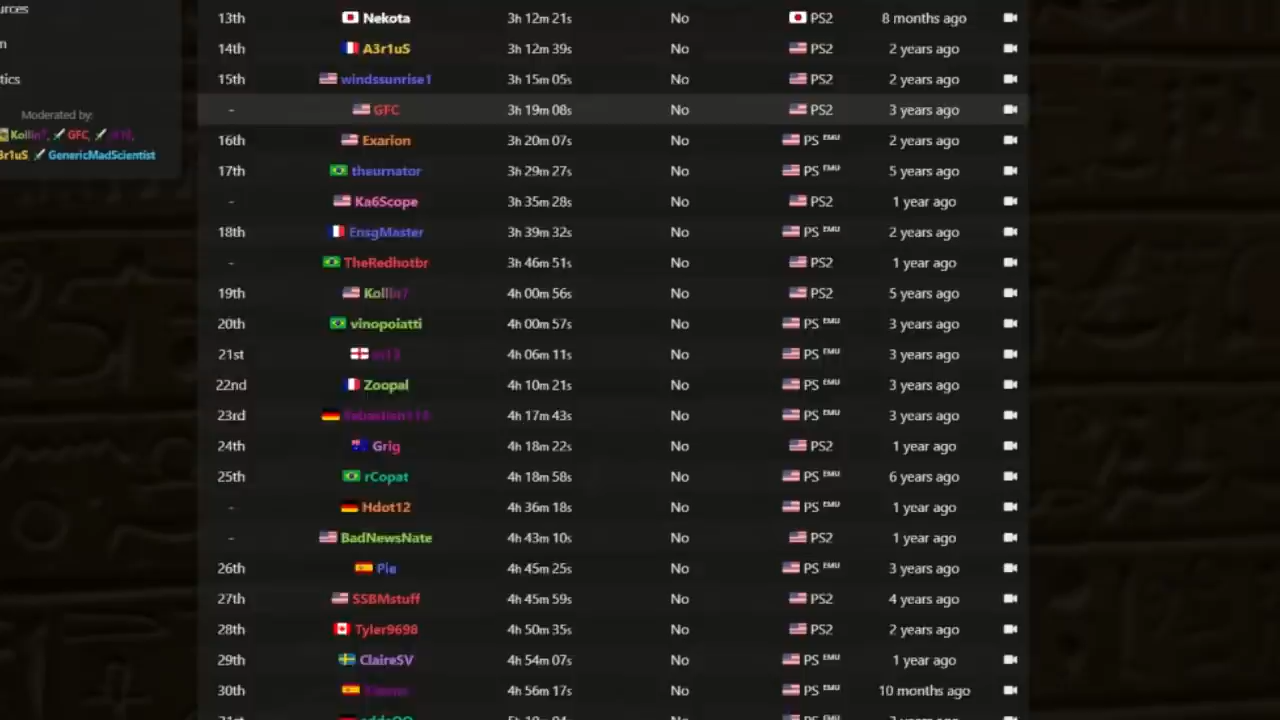 13th Nekota 3h 12m 21s No PS2 8 months ago
14th A3r1uS 3h 12m 39s No PS2 2 years ago
tics 15th windssunrise1 3h 15m 05s No PS2 2 years ago
- GFC 3h 19m 08s No PS2 3 years ago
Moderated by:
Kollin7, GFC,
16th Exarion 3h 20m 07s No PS EMU 2 years ago
3r1uS GenericMadScientist
17th theurnator 3h 29m 27s No PS EMU 5 years ago
- Ka6Scope 3h 35m 28s No PS2 1 year ago
18th EnsgMaster 3h 39m 32s No PS EMU 2 years ago
- TheRedhotbr 3h 46m 51s No PS2 1 year ago
19th Kollin7 4h 00m 56s No PS2 5 years ago
20th vinopoiatti 4h 00m 57s No PS EMU 3 years ago
21st 4h 06m 11s No PS EMU 3 years ago
22nd Zoopal 4h 10m 21s No PS EMU 3 years ago
23rd 4h 17m 43s No PS EMU 3 years ago
24th Grig 4h 18m 22s No PS2 1 year ago
25th rCopat 4h 18m 58s No PS EMU 6 years ago
- Hdot12 4h 36m 18s No PS EMU 1 year ago
- BadNewsNate 4h 43m 10s No PS2 1 year ago
26th Pie 4h 45m 25s No PS EMU 3 years ago
27th SSBMstuff 4h 45m 59s No PS2 4 years ago
28th Tyler9698 4h 50m 35s No PS2 2 years ago
29th ClaireSV 4h 54m 07s No PS EMU 1 year ago
30th 4h 56m 17s No PS EMU 10 months ago